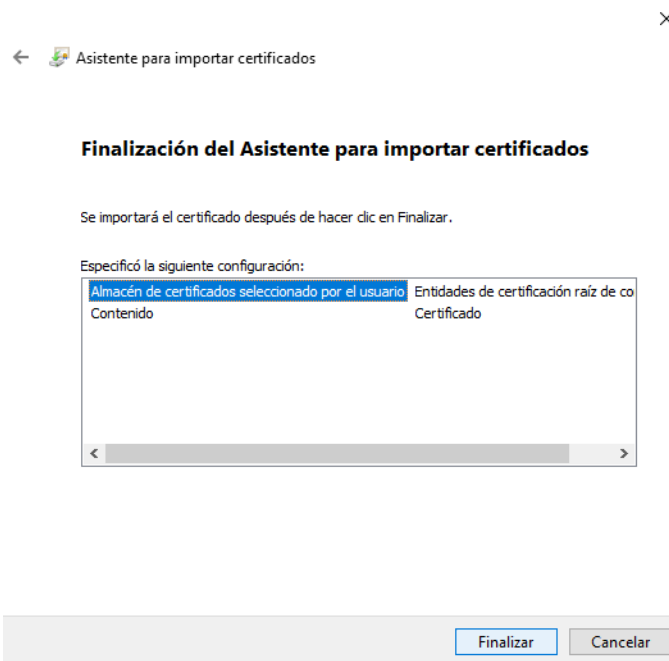 Asistente para importar certificados
Finalización del Asistente para importar certificados
Se importará el certificado después de hacer clic en Finalizar.
Especificó la siguiente configuración:
Almacén de certificados seleccionado por el usuario Entidades de certificación raíz de co
Contenido Certificado
Finalizar Cancelar